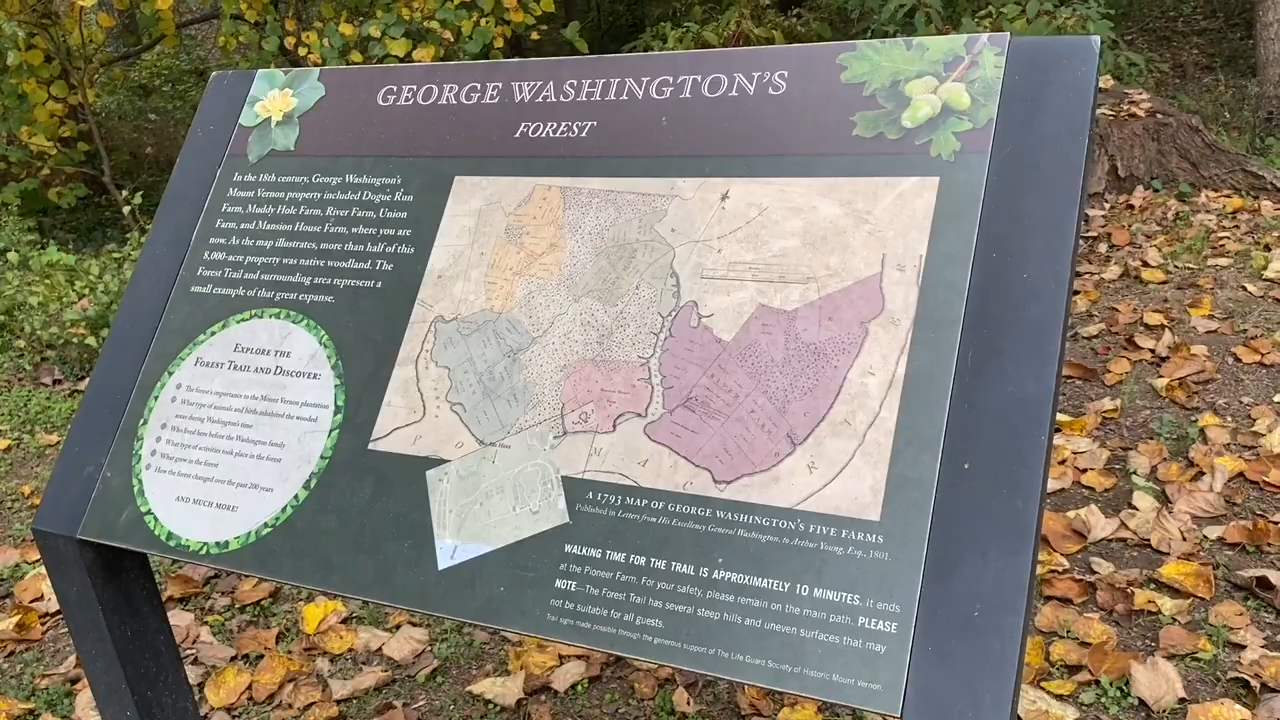 GEORGE WASHINGTON'S
FOREST
In the 18th century, George Washington's
Mount Vernon property included Dogue Run
Farm, Muddy Hole Farm, River Farm, Union
Farm, and Mansion House Farm, where you are
now. As the map illustrates, more than half of this
8,000-acre property was native woodland. The
Forest Trail and surrounding area represent a
small example of that great expanse.
EXPLORE THE
FOREST TRAIL AND DISCOVER:
The forest's importance to the Mount Vernon plantation
What type of animals and birds inhabited the wooded
areas during Washington's time
Who lived here before the Washington family
What type of activities took place in the forest
What grew in the forest
How the forest changed over the past 200 years
AND MUCH MORE!
P O M A C
R I V E R
A 1793 MAP OF GEORGE WASHINGTON'S FIVE FARMS
Published in Letters from His Excellency General Washington, to Arthur Young, Esq., 1801.
WALKING TIME FOR THE TRAIL IS APPROXIMATELY 10 MINUTES. It ends
at the Pioneer Farm. For your safety, please remain on the main path. PLEASE
NOTE—The Forest Trail has several steep hills and uneven surfaces that may
not be suitable for all guests.
Trail signs made possible through the generous support of The Life Guard Society of Historic Mount Vernon.